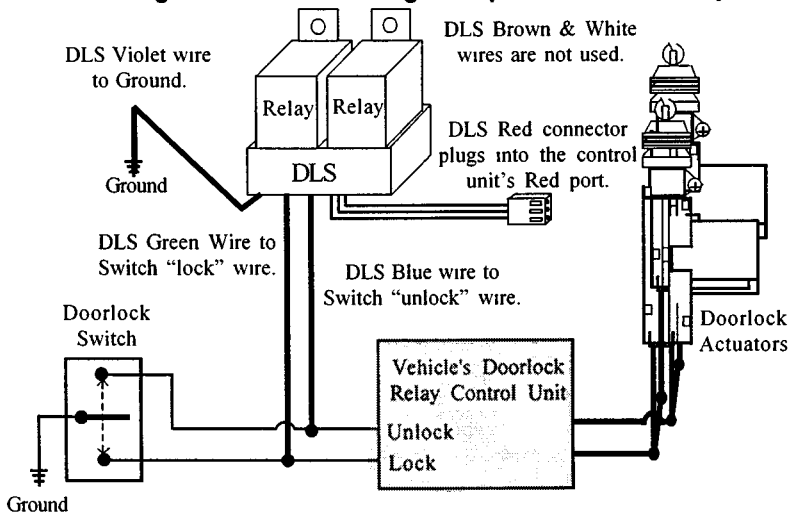 DLS Violet wire
to Ground.
DLS Brown & White
wires are not used.
Relay
Relay
DLS
DLS Red connector
plugs into the control
unit's Red port.
Ground
DLS Green Wire to
Switch “lock” wire.
DLS Blue wire to
Switch “unlock” wire.
Doorlock
Switch
Doorlock
Actuators
Vehicle's Doorlock
Relay Control Unit
Unlock
Lock
Ground